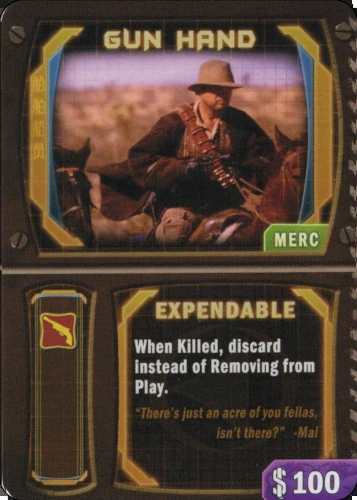 GUN HAND
MERC
EXPENDABLE
When Killed, discard
instead of Removing from
Play.
"There's just an acre of you fellas,
isn't there?" -Mal
$100